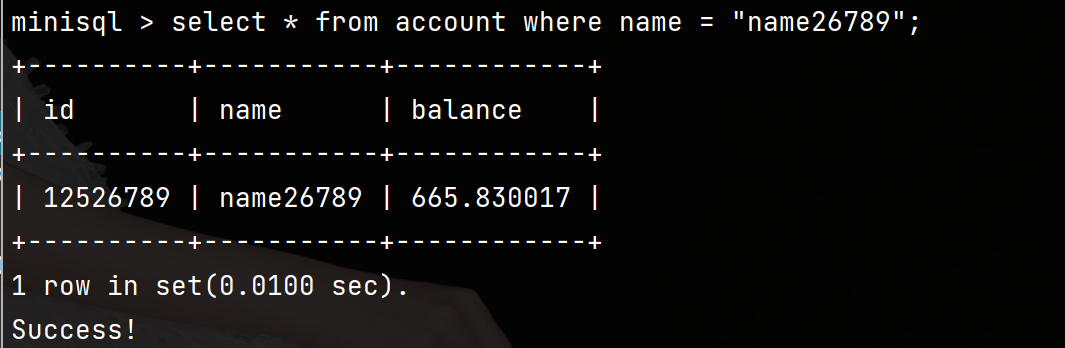 minisql > select * from account where name = "name26789";
+----------+-----------+------------+
| id       | name      | balance    |
+----------+-----------+------------+
| 12526789 | name26789 | 665.830017 |
+----------+-----------+------------+
1 row in set(0.0100 sec).
Success!